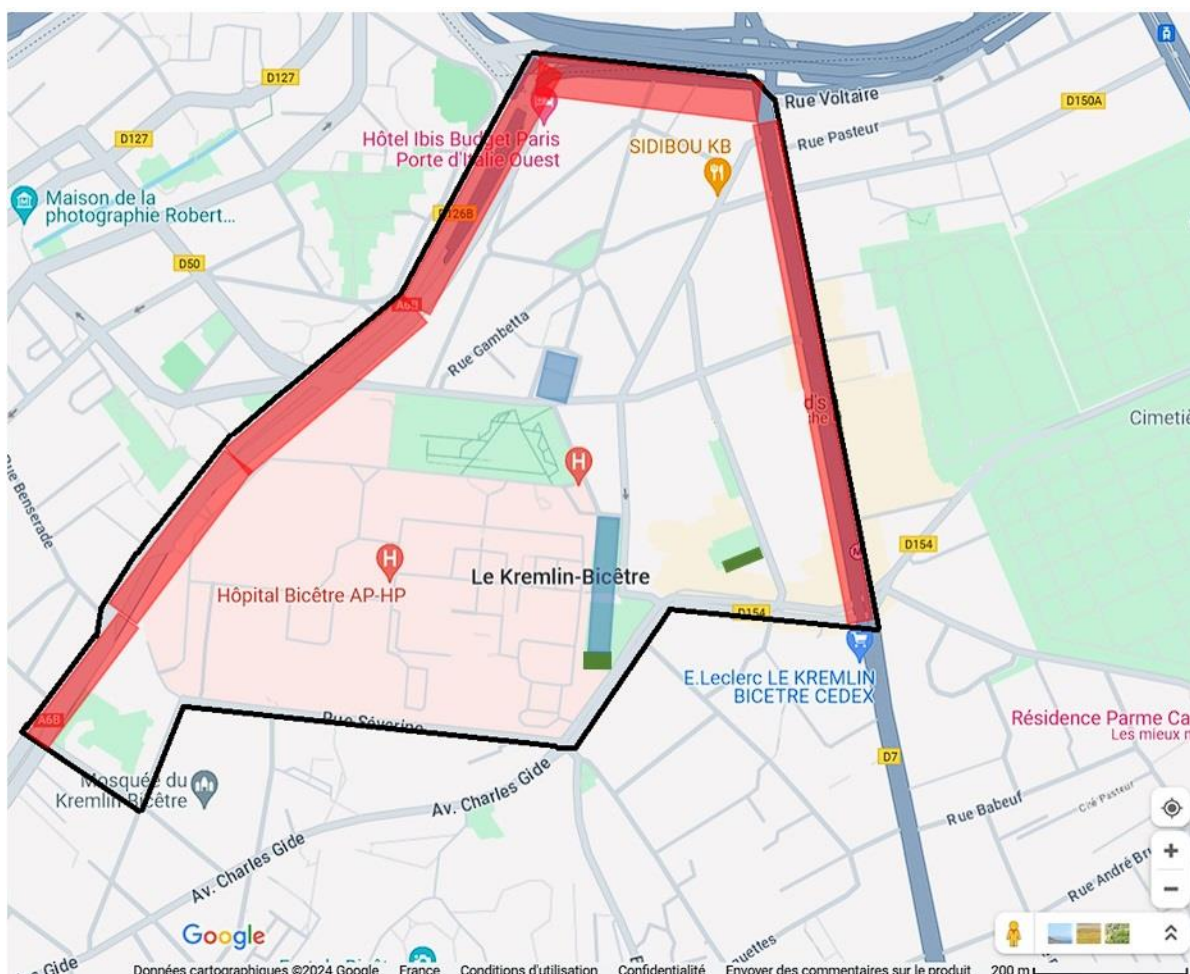 D127
Rue Voltaire
D150A
D127
Hôtel Ibis Budget Paris
Porte d'Italie Ouest
Rue Pasteur
SIDIBOU KB
Maison de la
photographie Robert...
D126B
D50
A6B
Rue Gambetta
d's
che
Cimetiè
Rue Benserade
H
H
Le Kremlin-Bicêtre
Hôpital Bicêtre AP-HP
M
D154
D154
E.Leclerc LE KREMLIN
BICETRE CEDEX
A6B
Rue Séverine
Résidence Parme Ca
Les mieux n
Mosquée du
Kremlin Bicêtre
D7
Av. Charles Gide
Rue Babeuf
Cité Pasteur
Av. Charles Gide
Rue André Bru
Google
Gide
Données cartographiques ©2024 Google France Conditions d'utilisation Confidentialité Envoyer des commentaires sur le produit 200 m